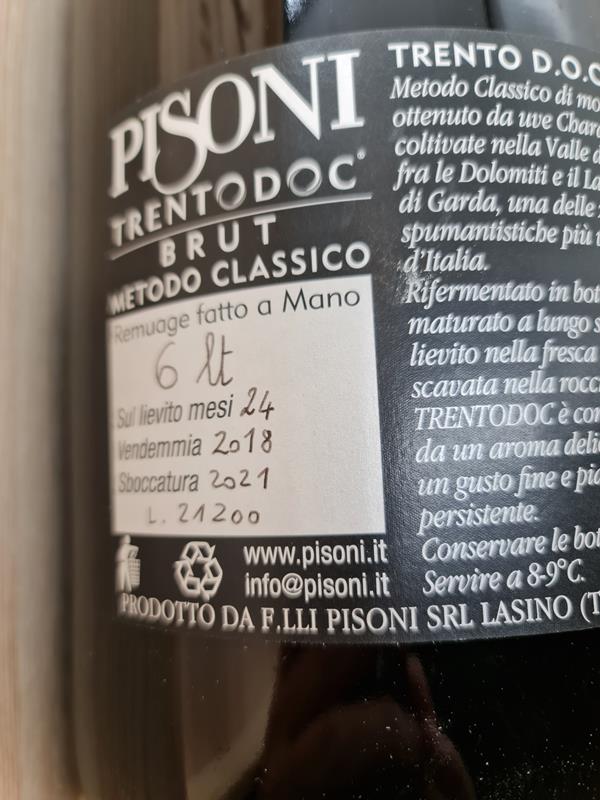 PISONI
TRENTODOC®
BRUT
METODO CLASSICO
Remuage fatto a Mano
6 lt
Sul lievito mesi 24
Vendemmia 2018
Sboccatura 2021
L. 21200
www.pisoni.it
info@pisoni.it
PRODOTTO DA F.LLI PISONI SRL LASINO (T
TRENTO D.O.C
Metodo Classico di
ottenuto da uve
coltivate nella Valle
fra le Dolomiti e il
di Garda, una delle
spumantistiche più
d'Italia.
Rifermentato in
maturato a lungo
lievito nella fresca
scavata nella
TRENTODOC è
da un aroma
un gusto fine e
persistente.
Conservare le
Servire a 8-9°C.